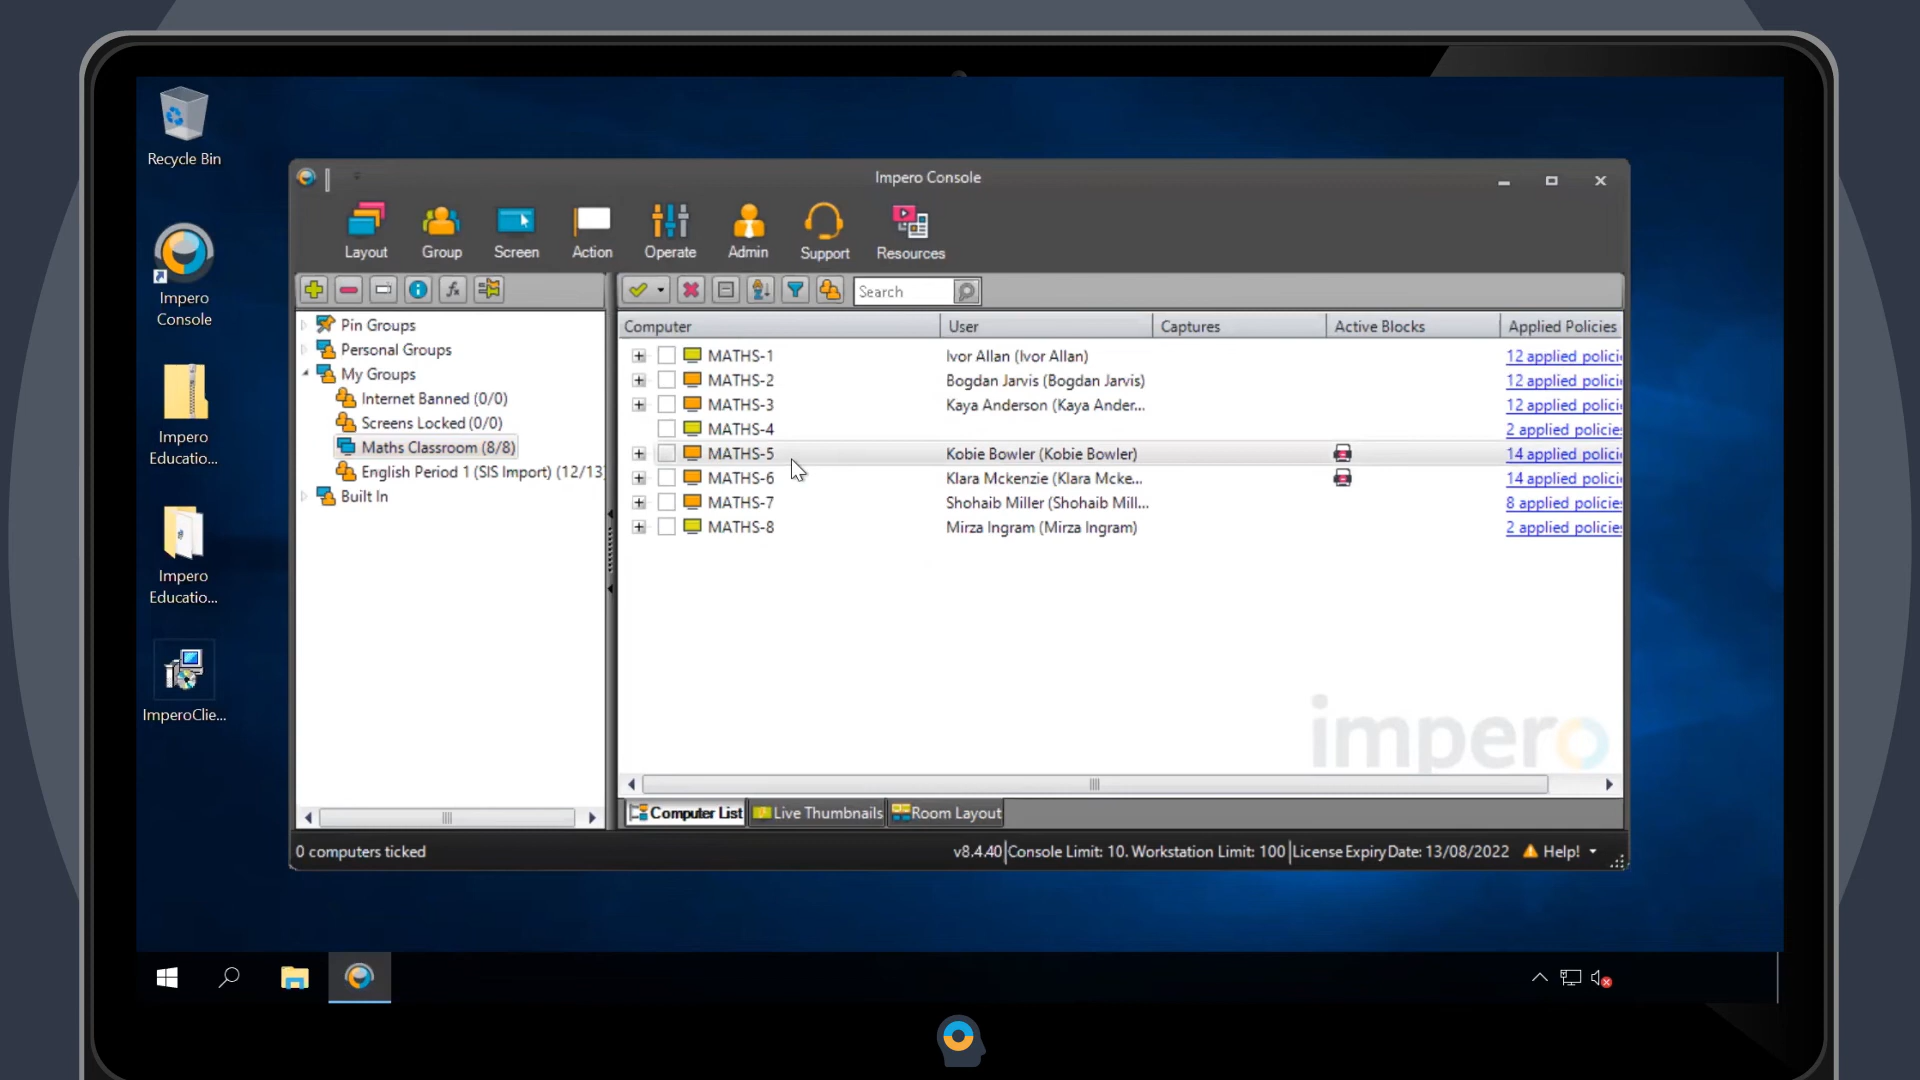 Recycle Bin
Impero
Console
Impero
Educatio...
Impero
Educatio...
ImperoClie...
Impero Console
Layout
Group
Screen
Action
Operate
Admin
Support
Resources
Search
Pin Groups
Personal Groups
My Groups
Internet Banned (0/0)
Screens Locked (0/0)
Maths Classroom (8/8)
English Period 1 (SIS Import) (12/13
Built In
Computer User Captures Active Blocks Applied Policies
MATHS-1 Ivor Allan (Ivor Allan) 12 applied polici
MATHS-2 Bogdan Jarvis (Bogdan Jarvis) 12 applied polici
MATHS-3 Kaya Anderson (Kaya Ander... 12 applied polici
MATHS-4 2 applied policies
MATHS-5 Kobie Bowler (Kobie Bowler) 14 applied polici
MATHS-6 Klara Mckenzie (Klara Mcke... 14 applied polici
MATHS-7 Shohaib Miller (Shohaib Mill... 8 applied policies
MATHS-8 Mirza Ingram (Mirza Ingram) 2 applied policies
impero
Computer List
Live Thumbnails
Room Layout
0 computers ticked
v8.4.40 Console Limit: 10. Workstation Limit: 100 License Expiry Date: 13/08/2022 Help!